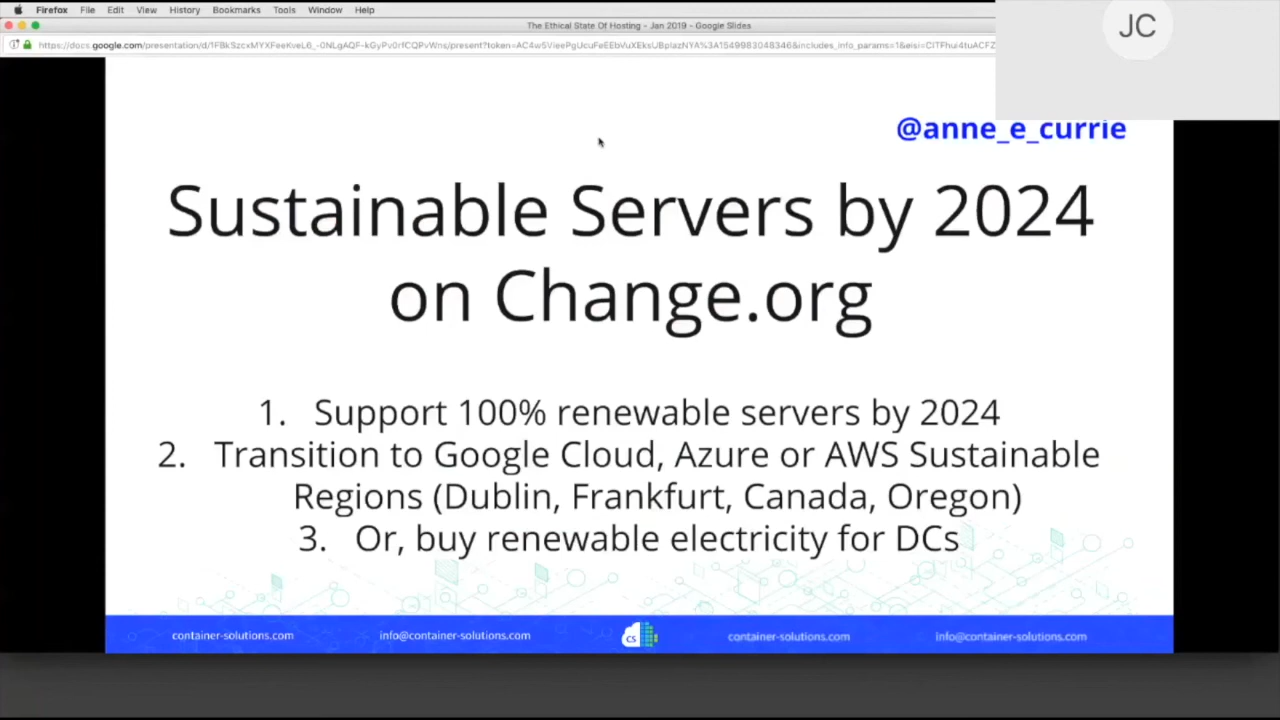 Firefox File Edit View History Bookmarks Tools Window Help
The Ethical State Of Hosting - Jan 2019 - Google Slides
JC
@anne_e_currie
Sustainable Servers by 2024
on Change.org
1. Support 100% renewable servers by 2024
2. Transition to Google Cloud, Azure or AWS Sustainable
Regions (Dublin, Frankfurt, Canada, Oregon)
3. Or, buy renewable electricity for DCs
container-solutions.com info@container-solutions.com CS container-solutions.com info@container-solutions.com